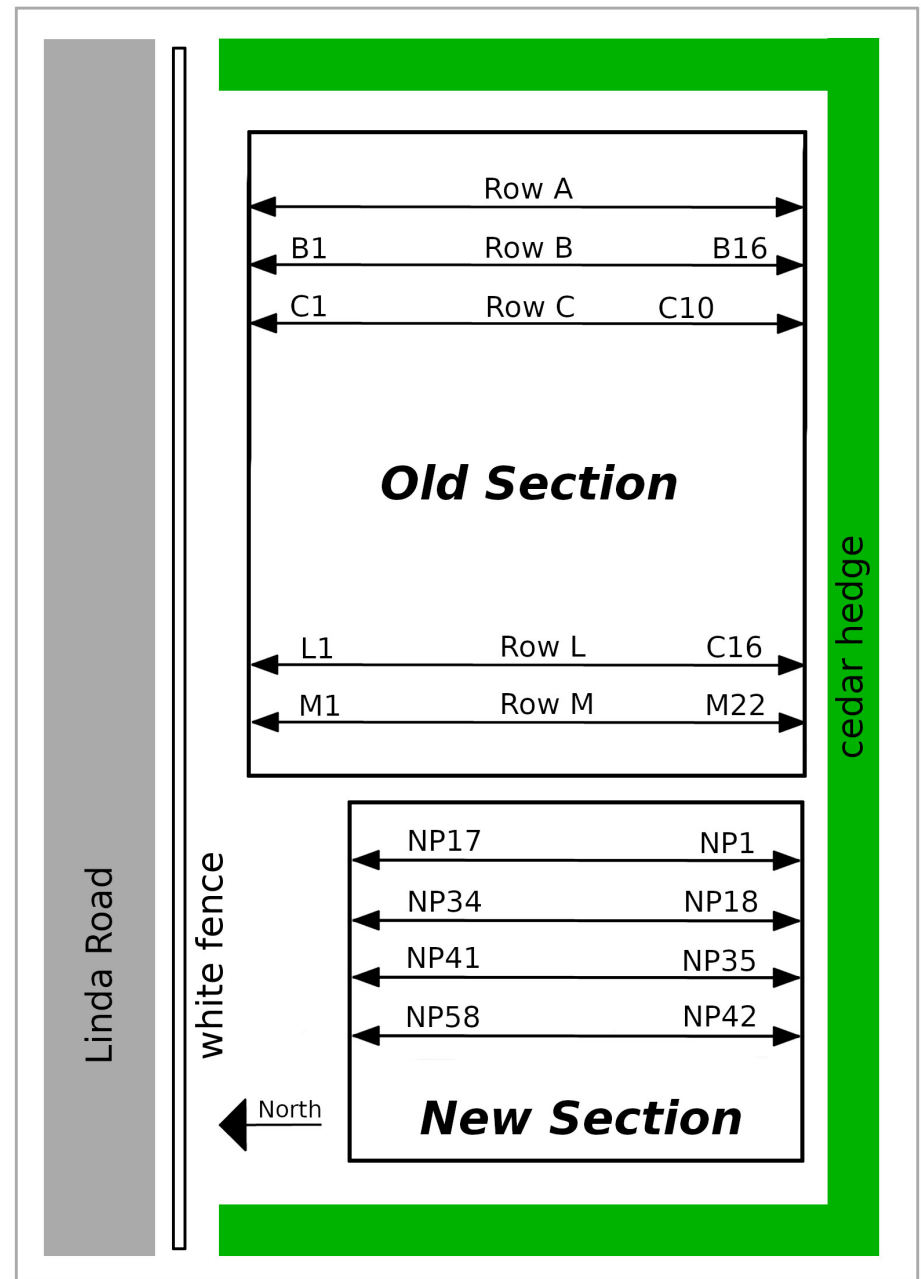 Row A
B1 Row B B16
C1 Row C C10
Old Section
L1 Row L C16
M1 Row M M22
cedar hedge
NP17 NP1
NP34 NP18
NP41 NP35
NP58 NP42
North
New Section
Linda Road
white fence